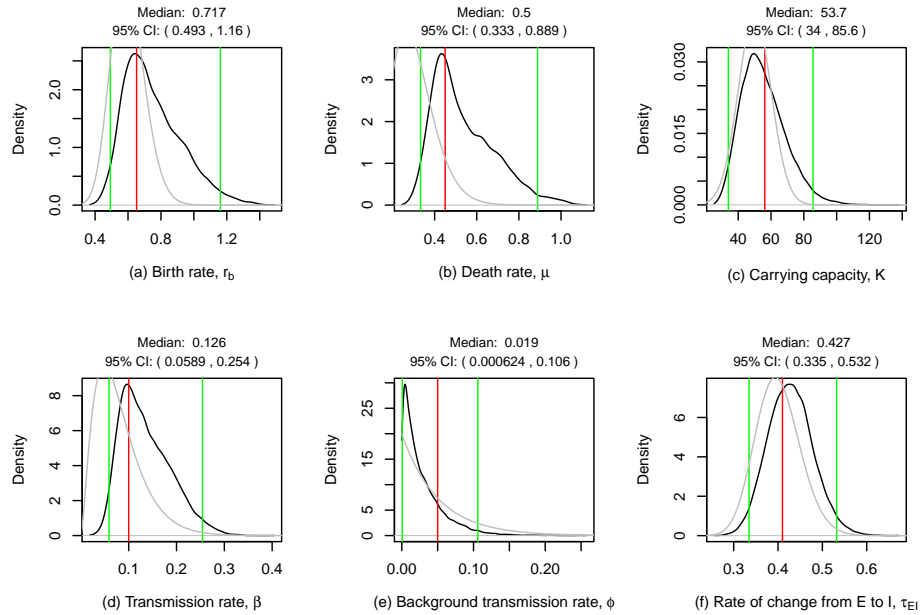 Median: 0.717
95% CI: ( 0.493 , 1.16 )
Density
0.0
1.0
2.0
0.4
0.8
1.2
(a) Birth rate, r_b
Median: 0.5
95% CI: ( 0.333 , 0.889 )
Density
0
1
2
3
0.4
0.6
0.8
1.0
(b) Death rate, μ
Median: 53.7
95% CI: ( 34 , 85.6 )
Density
0.000
0.015
0.030
40
60
80
120
(c) Carrying capacity, K
Median: 0.126
95% CI: ( 0.0589 , 0.254 )
Density
0
2
4
6
8
0.1
0.2
0.3
0.4
(d) Transmission rate, β
Median: 0.019
95% CI: ( 0.000624 , 0.106 )
Density
0
5
15
25
0.00
0.10
0.20
(e) Background transmission rate, ϕ
Median: 0.427
95% CI: ( 0.335 , 0.532 )
Density
0
2
4
6
0.3
0.4
0.5
0.6
(f) Rate of change from E to I, τ_EI